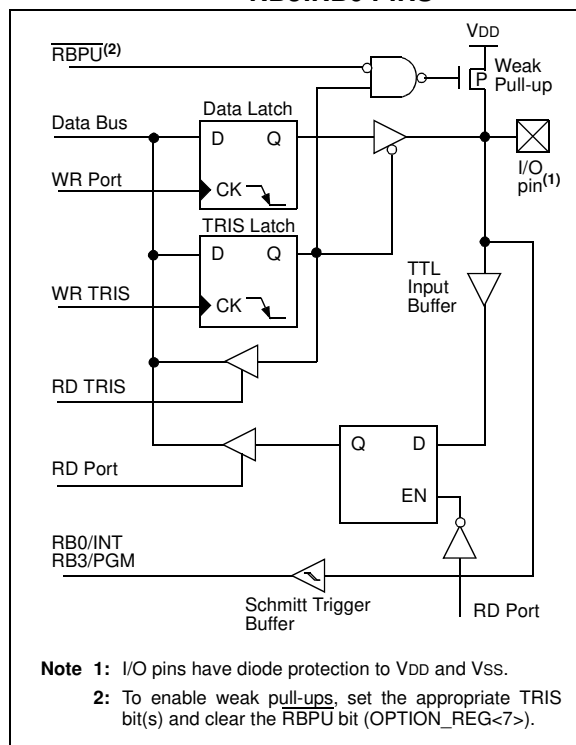 RBPU(2)
VDD
Weak
Pull-up
P
Data Latch
Data Bus
D Q
WR Port
CK
I/O
pin(1)
TRIS Latch
D Q
WR TRIS
CK
TTL
Input
Buffer
RD TRIS
Q D
RD Port
EN
RB0/INT
RB3/PGM
Schmitt Trigger
Buffer
RD Port
Note 1: I/O pins have diode protection to VDD and VSS.
2: To enable weak pull-ups, set the appropriate TRIS
bit(s) and clear the RBPU bit (OPTION_REG<7>).